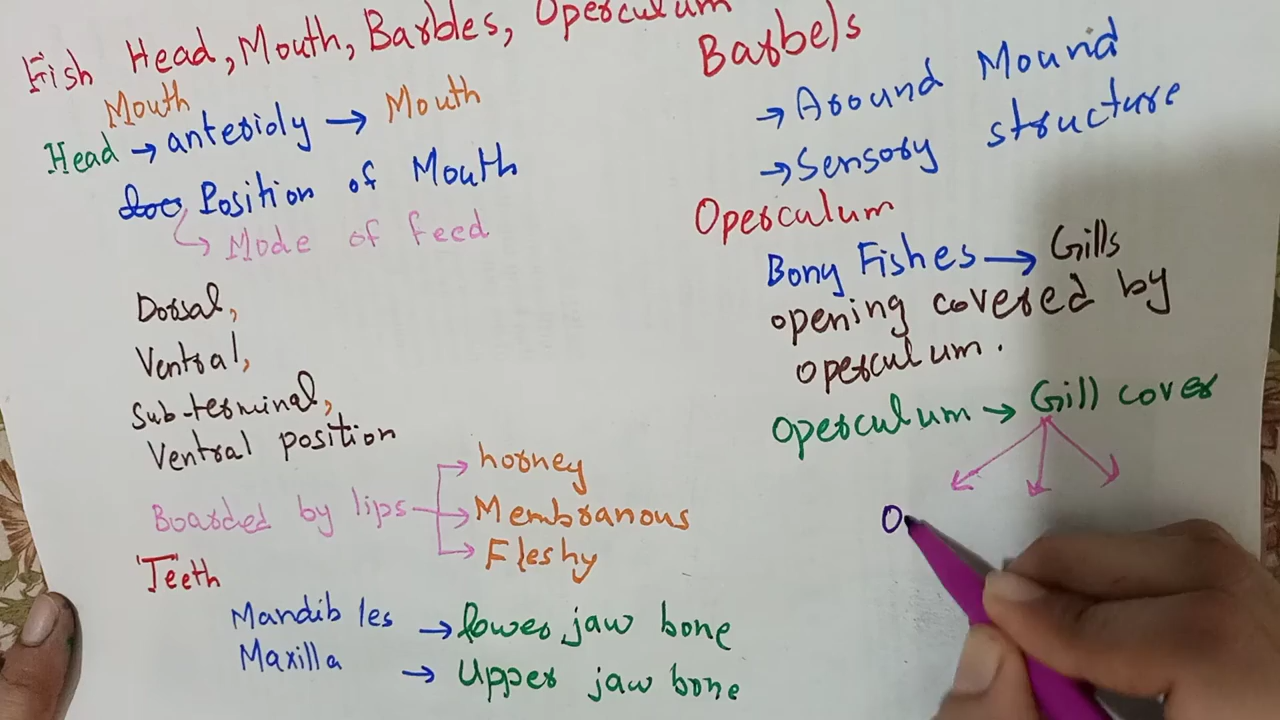 Fish Head, Mouth, Barbles, Operculum
Mouth
Head → anterioly → Mouth
Position of Mouth
Mode of feed
Dorsal,
Ventral,
Sub-terminal,
Ventral position
Boarded by lips
horney
Membranous
Fleshy
"Teeth
Mandibles → lower jaw bone
Maxilla → Upper jaw bone
Barbels
→ Around Mound
→ Sensory structure
Operculum
Bony Fishes → Gills
opening covered by
operculum.
Operculum → Gill cover
O